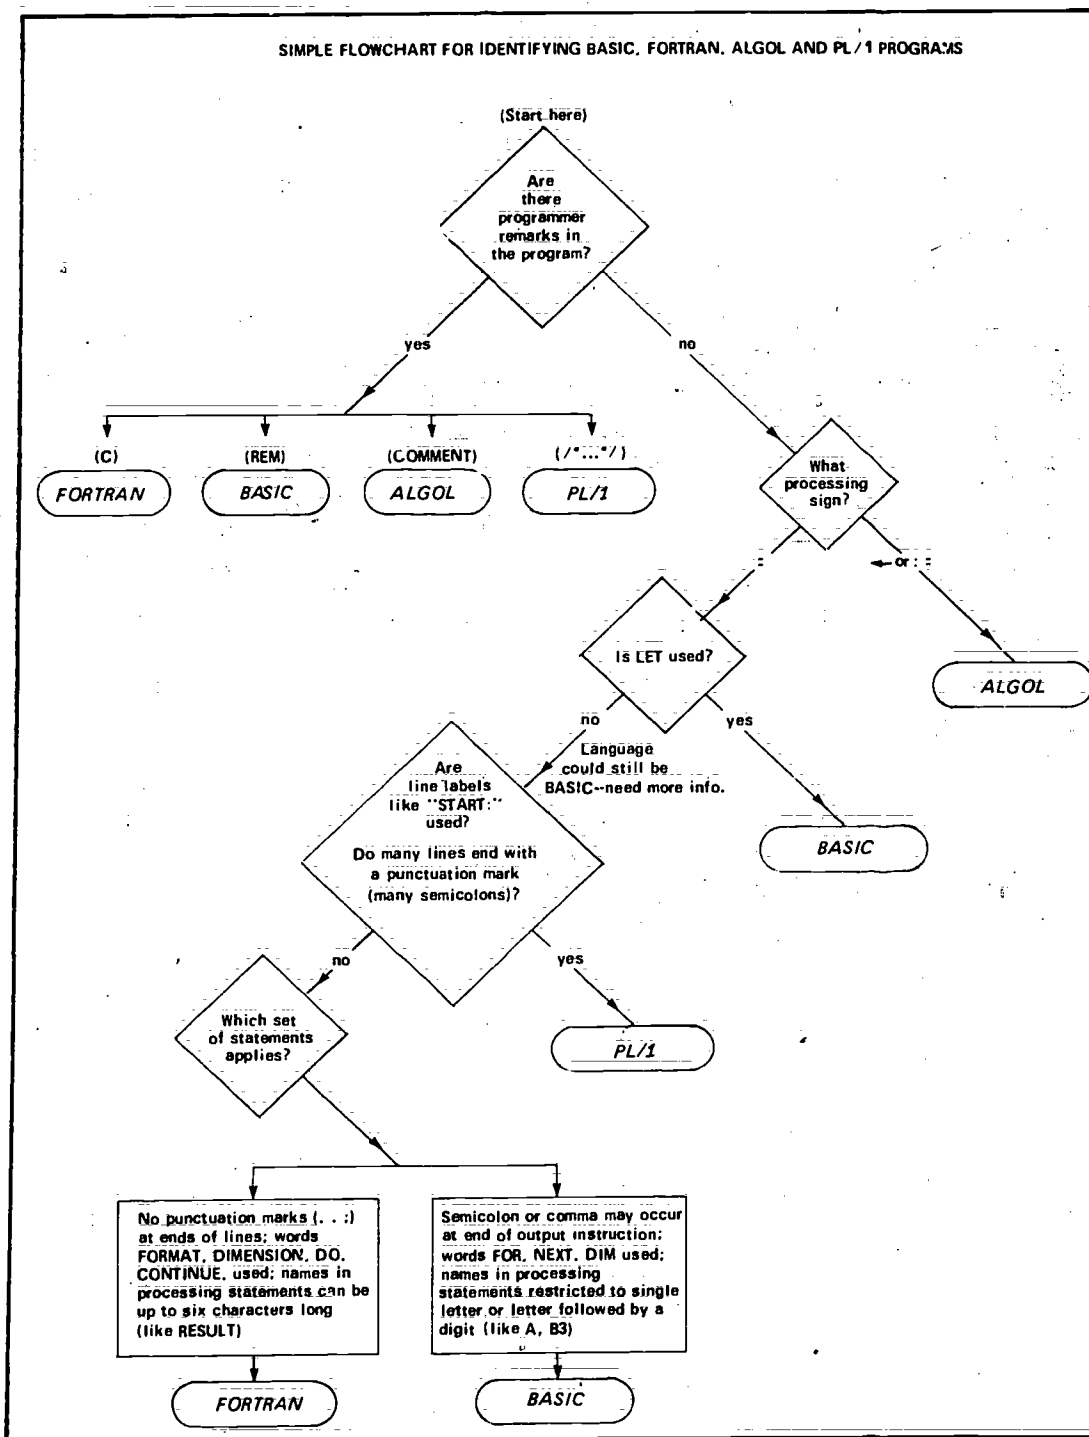 SIMPLE FLOWCHART FOR IDENTIFYING BASIC, FORTRAN, ALGOL AND PL/1 PROGRAMS
(Start here)
Are
there
programmer
remarks in
the program?
yes
no
(C)
(REM)
(COMMENT)
(/*...*/)
FORTRAN
BASIC
ALGOL
PL/1
What
processing
sign?
=
← or : =
Is LET used?
ALGOL
no
yes
Language
could still be
BASIC--need more info.
Are
line labels
like "START:"
used?
Do many lines end with
a punctuation mark
(many semicolons)?
BASIC
no
yes
Which set
of statements
applies?
PL/1
No punctuation marks (. . ;)
at ends of lines; words
FORMAT, DIMENSION, DO,
CONTINUE, used; names in
processing statements can be
up to six characters long
(like RESULT)
Semicolon or comma may occur
at end of output instruction;
words FOR, NEXT, DIM used;
names in processing
statements restricted to single
letter or letter followed by a
digit (like A, B3)
FORTRAN
BASIC